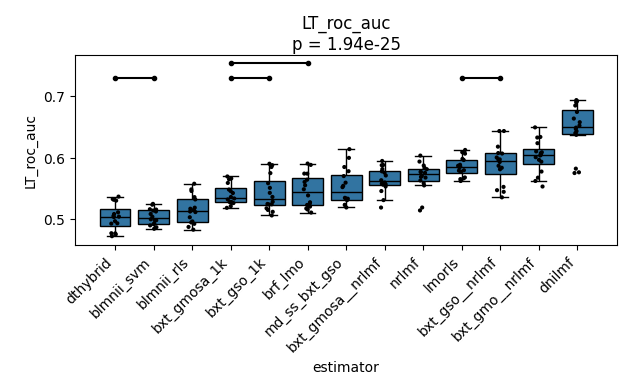 LT_roc_auc
p = 1.94e-25
LT_roc_auc
0.7
0.6
0.5
dthybrid
blmnii_svm
blmnii_rls
bxt_gmosa_1k
bxt_gso_1k
brf_lmo
md_ss_bxt_gso
bxt_gmosa__nrlmf
nrlmf
lmorls
bxt_gso__nrlmf
bxt_gmo__nrlmf
dnilmf
estimator